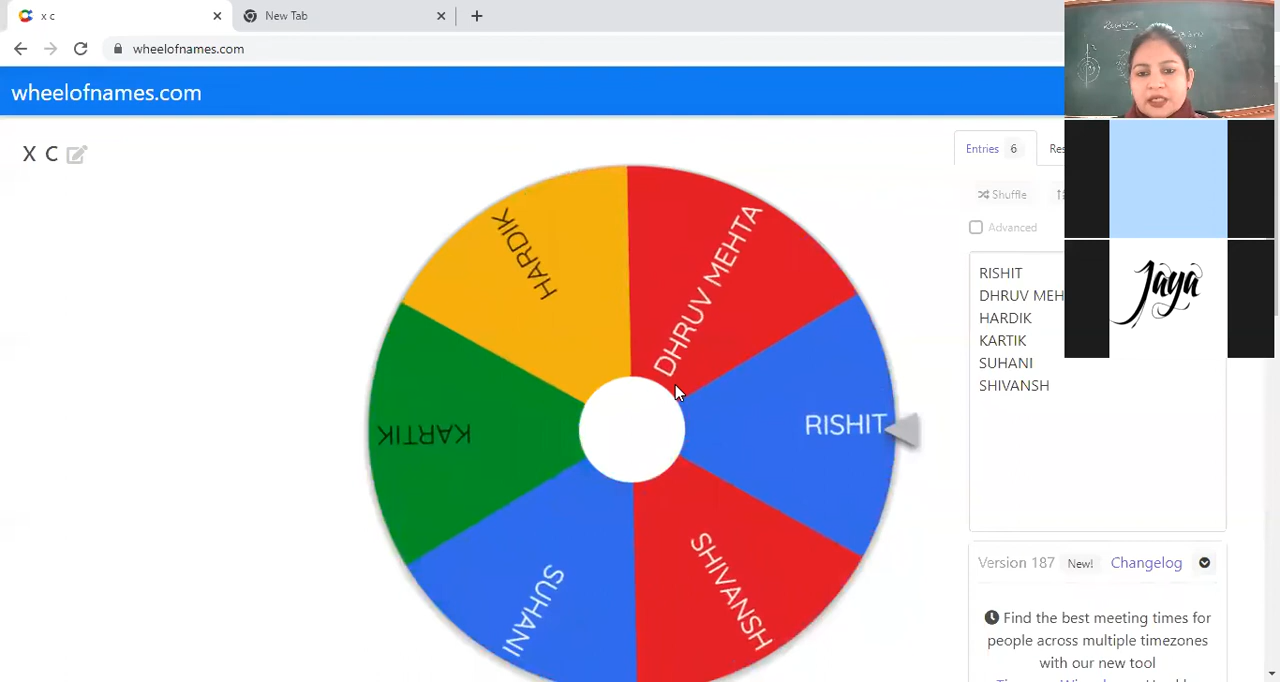 x c
New Tab
wheelofnames.com
wheelofnames.com
X C
Entries 6
Shuffle
Advanced
RISHIT
DHRUV MEH
HARDIK
KARTIK
SUHANI
SHIVANSH
HARDIK
DHRUV MEHTA
KARTIK
RISHIT
SUHANI
SHIVANSH
Jaya
Version 187 New! Changelog
Find the best meeting times for
people across multiple timezones
with our new tool